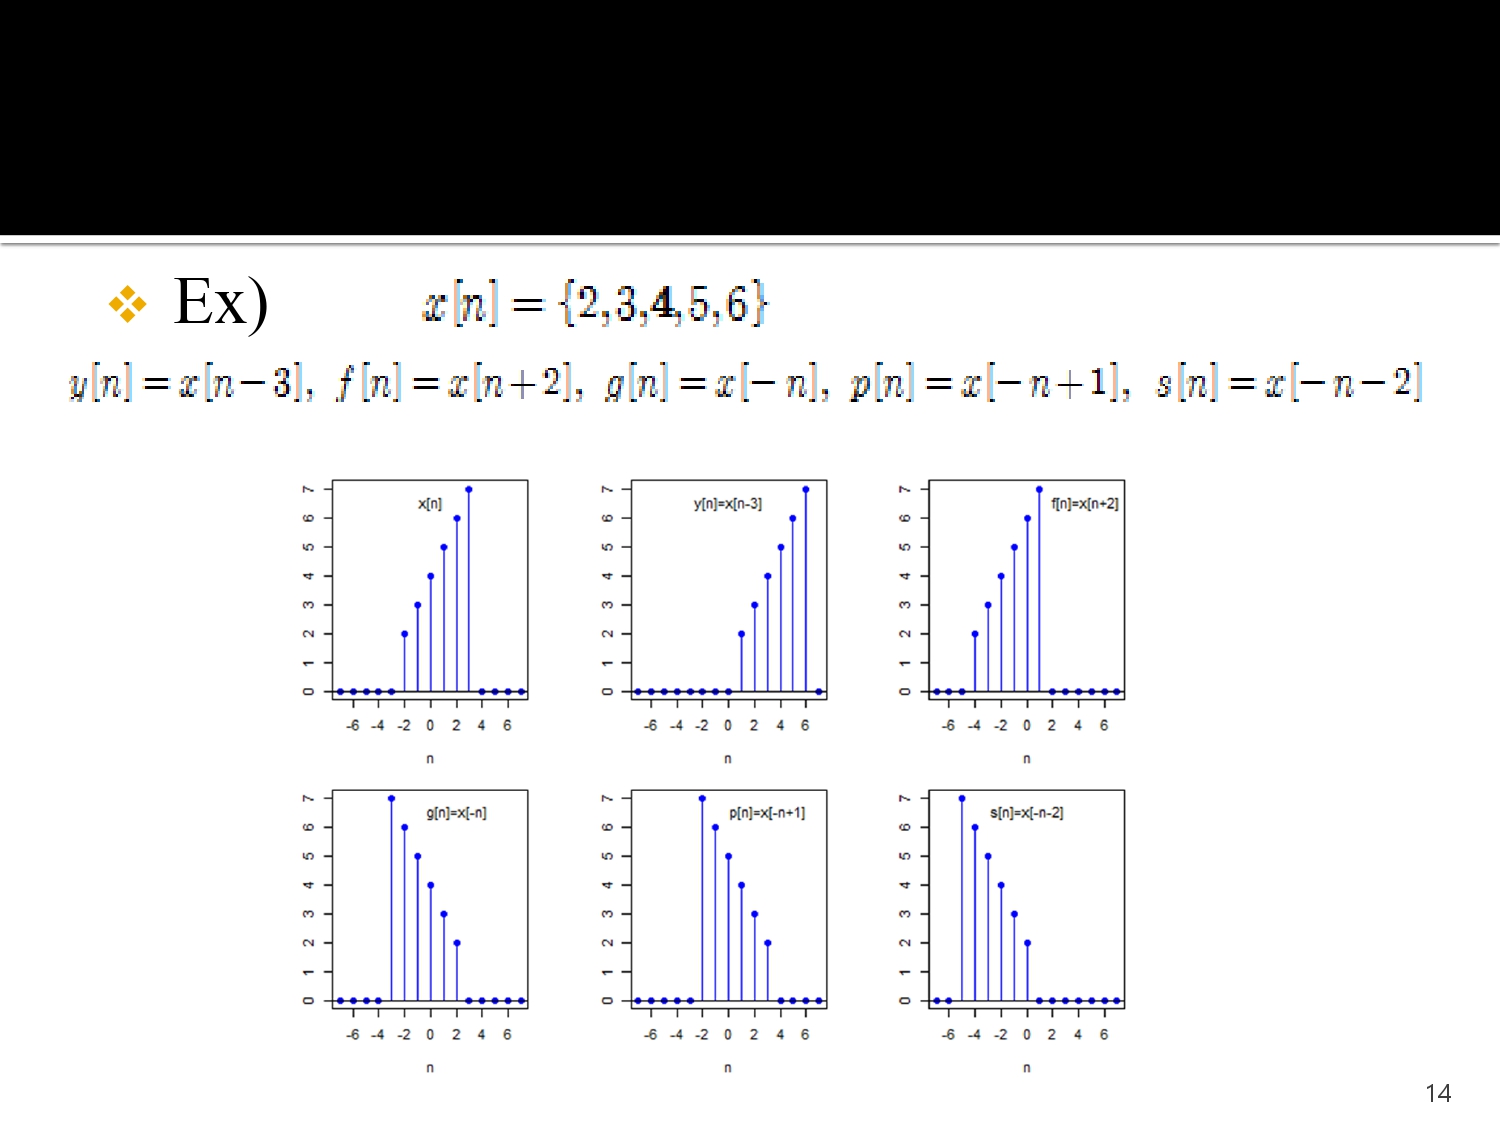 ❖ Ex) x[n] = {2,3,4,5,6}
y[n] = x[n−3], f[n] = x[n+2], g[n] = x[− n], p[n] = x[−n+1], s[n] = x[−n−2]
x[n]
0 1 2 3 4 5 6 7
-6 -4 -2 0 2 4 6
n
y[n]=x[n-3]
0 1 2 3 4 5 6 7
-6 -4 -2 0 2 4 6
n
f[n]=x[n+2]
0 1 2 3 4 5 6 7
-6 -4 -2 0 2 4 6
n
g[n]=x[-n]
0 1 2 3 4 5 6 7
-6 -4 -2 0 2 4 6
n
p[n]=x[-n+1]
0 1 2 3 4 5 6 7
-6 -4 -2 0 2 4 6
n
s[n]=x[-n-2]
0 1 2 3 4 5 6 7
-6 -4 -2 0 2 4 6
n
14